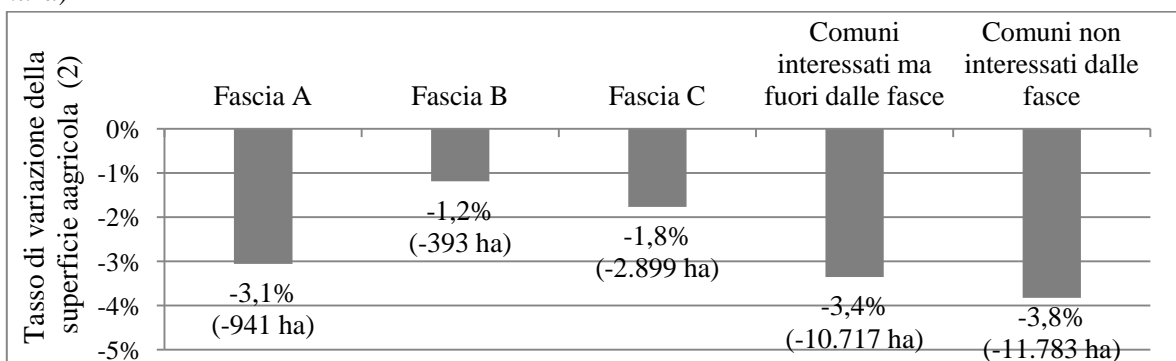 Tasso di variazione della
superficie aagricola (2)
Fascia A
Fascia B
Fascia C
Comuni
interessati ma
fuori dalle fasce
Comuni non
interessati dalle
fasce
0%
-1%
-2%
-3%
-4%
-5%
-3,1%
(-941 ha)
-1,2%
(-393 ha)
-1,8%
(-2.899 ha)
-3,4%
(-10.717 ha)
-3,8%
(-11.783 ha)